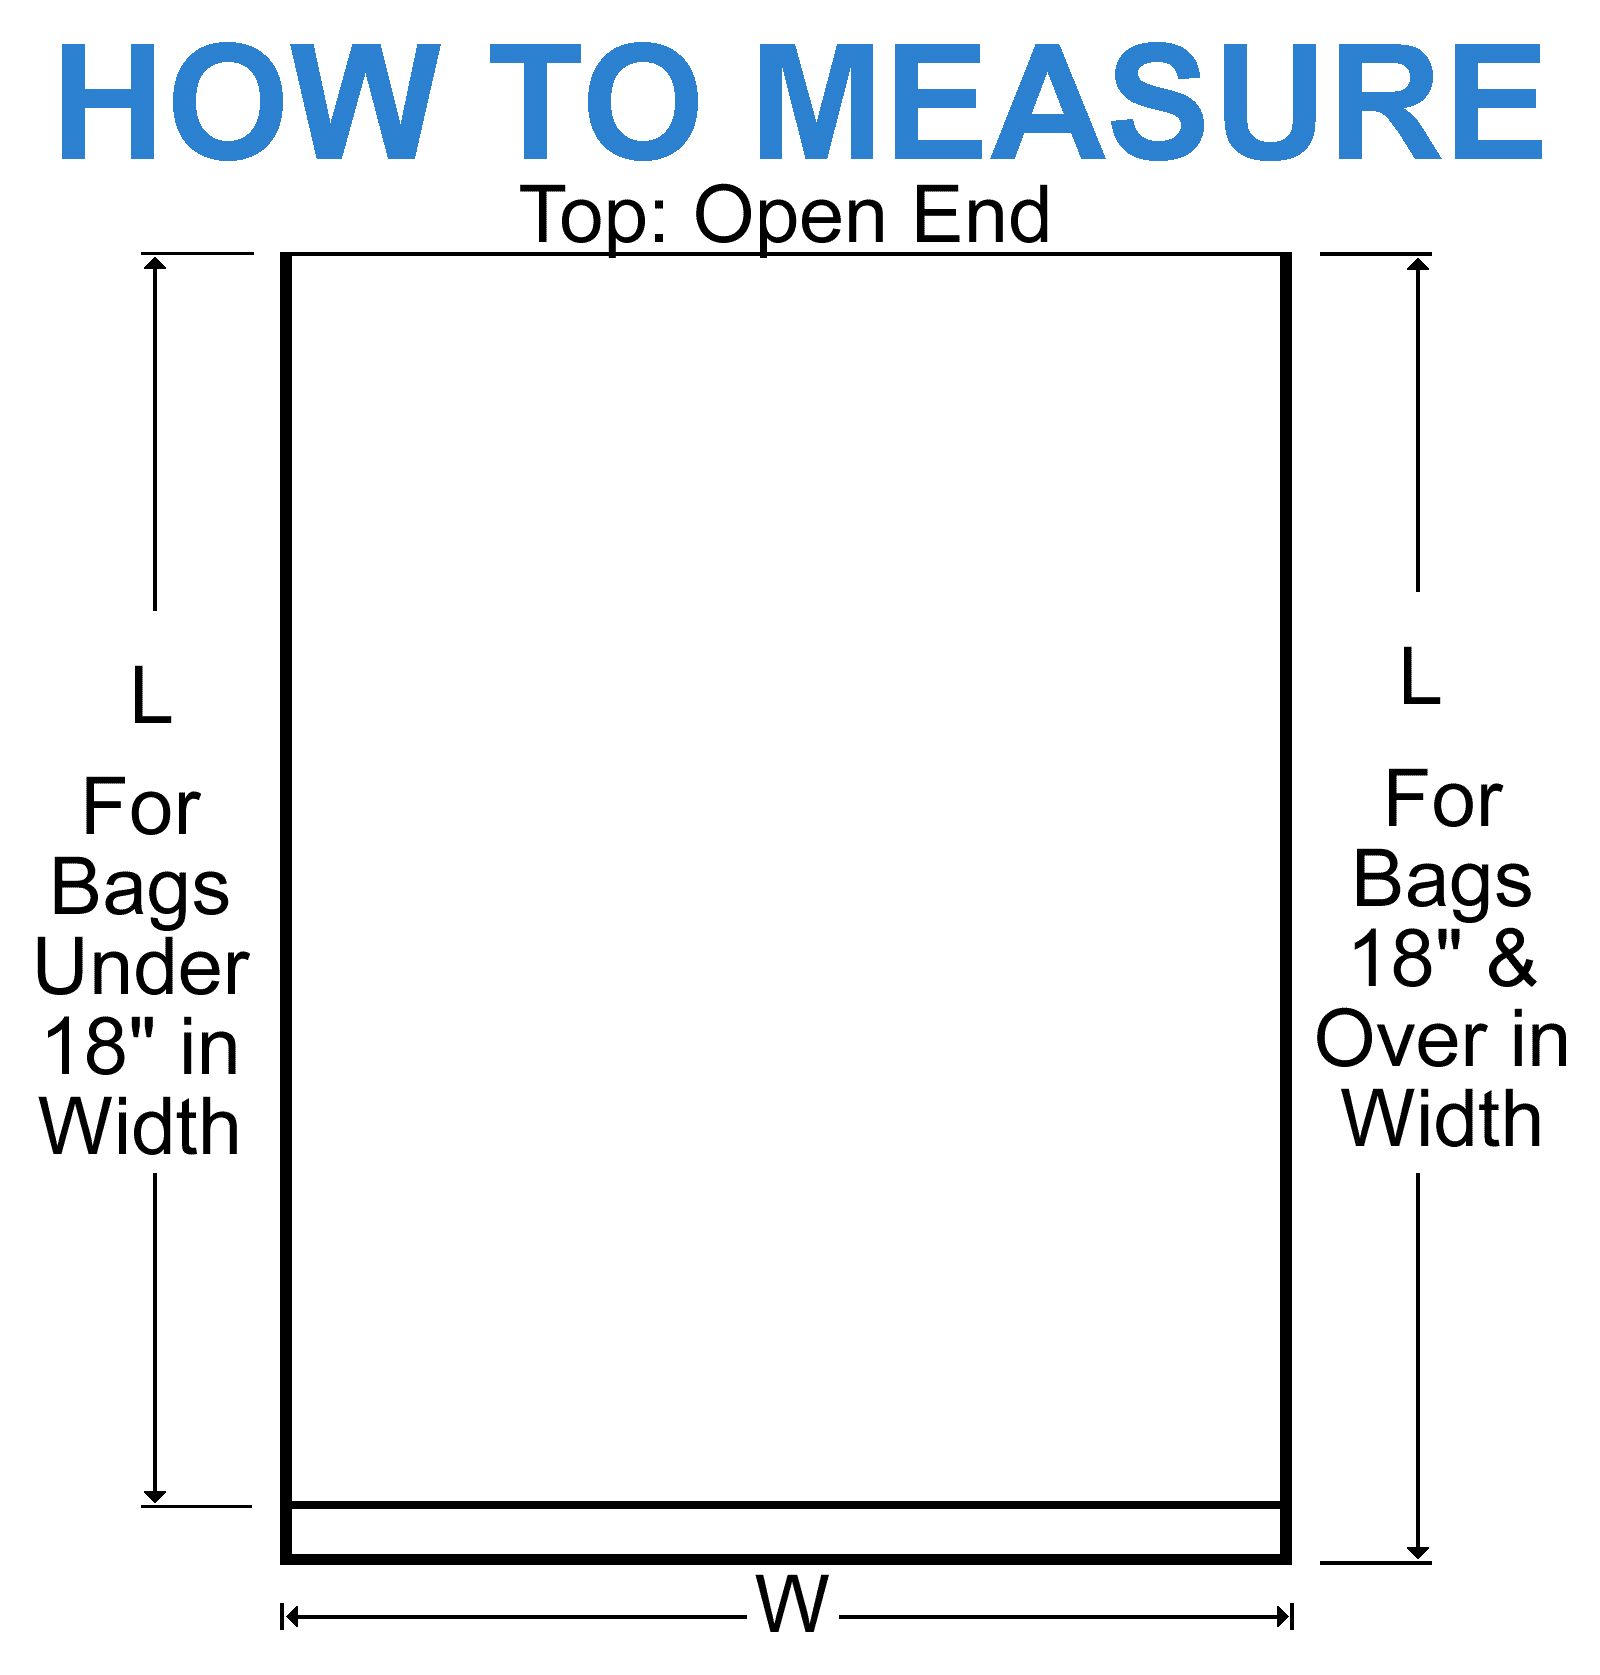 HOW TO MEASURE
Top: Open End
L
For
Bags
Under
18" in
Width
L
For
Bags
18" &
Over in
Width
W